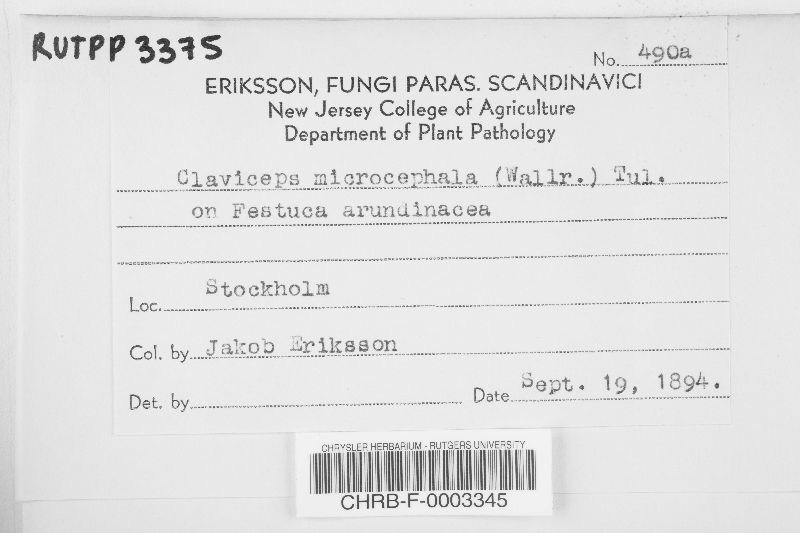 RUTPP 3375
No. 490a
ERIKSSON, FUNGI PARAS. SCANDINAVICI
New Jersey College of Agriculture
Department of Plant Pathology
Claviceps microcephala (Wallr.) Tul.
on Festuca arundinacea
Loc. Stockholm
Col. by Jakob Eriksson
Det. by Date Sept. 19, 1894.
CHRYSLER HERBARIUM - RUTGERS UNIVERSITY
CHRB-F-0003345